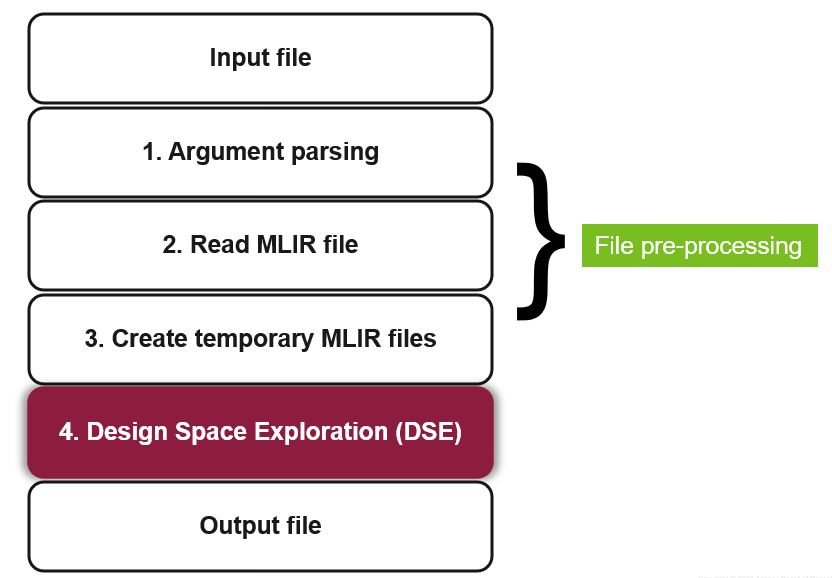 Input file
1. Argument parsing
2. Read MLIR file
File pre-processing
3. Create temporary MLIR files
4. Design Space Exploration (DSE)
Output file